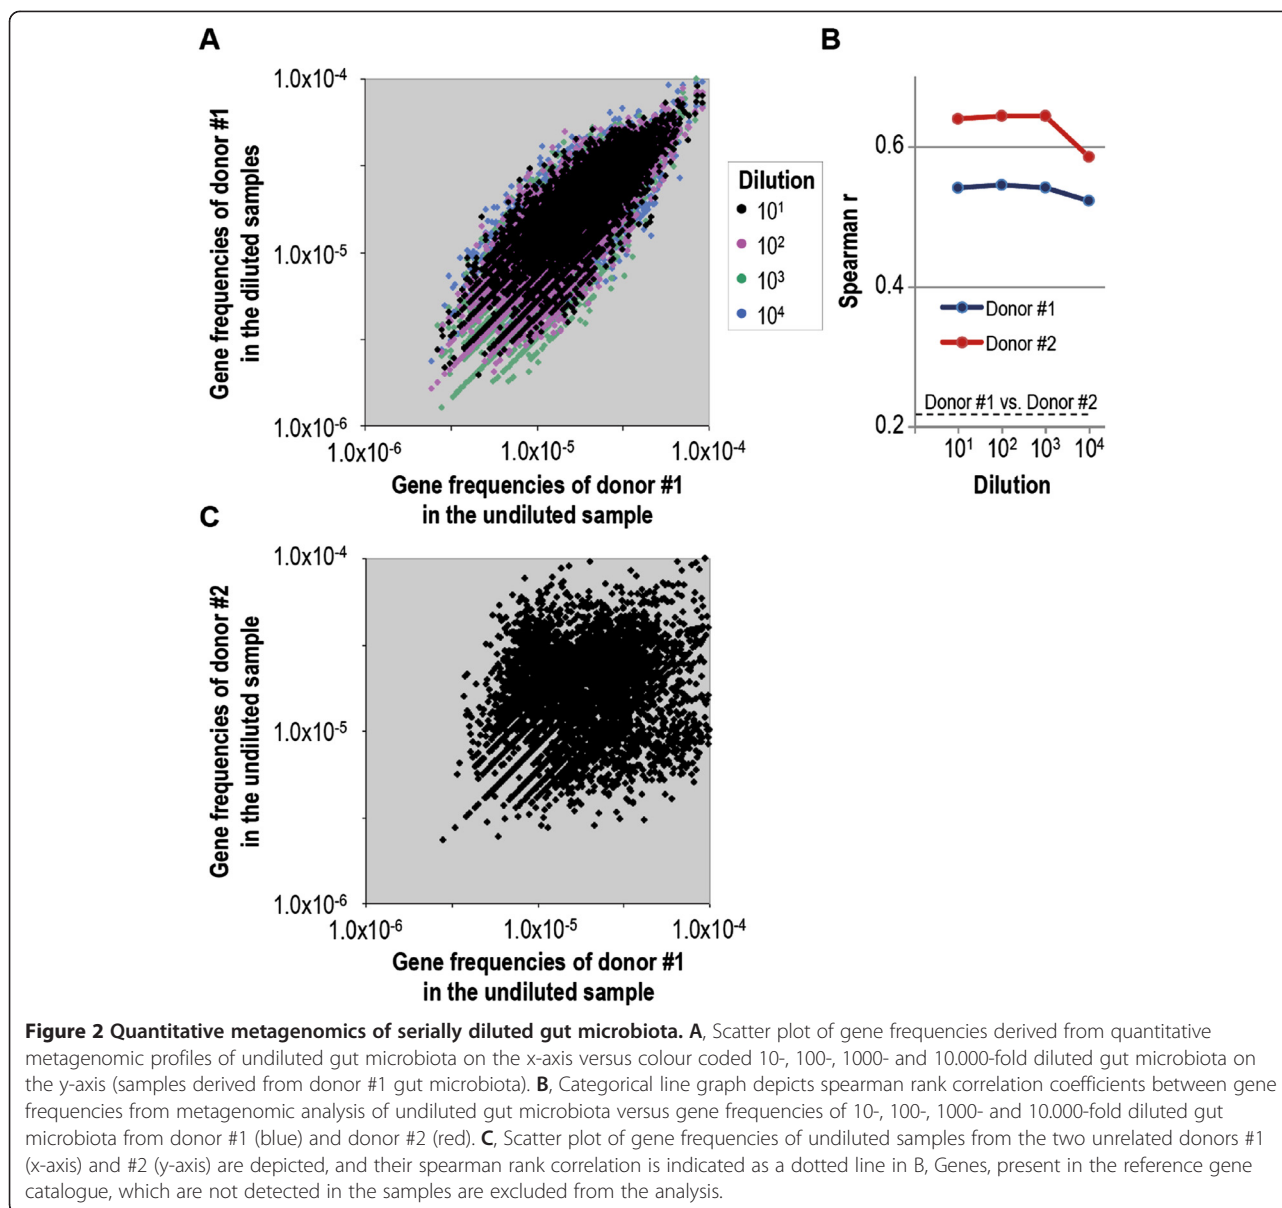 A
Gene frequencies of donor #1
in the diluted samples
1.0x10⁻⁴
1.0x10⁻⁵
1.0x10⁻⁶
1.0x10⁻⁶
1.0x10⁻⁵
1.0x10⁻⁴
Gene frequencies of donor #1
in the undiluted sample
Dilution
10¹
10²
10³
10⁴
B
Spearman r
0.6
0.4
0.2
Donor #1
Donor #2
Donor #1 vs. Donor #2
10¹ 10² 10³ 10⁴
Dilution
C
Gene frequencies of donor #2
in the undiluted sample
1.0x10⁻⁴
1.0x10⁻⁵
1.0x10⁻⁶
1.0x10⁻⁶
1.0x10⁻⁵
1.0x10⁻⁴
Gene frequencies of donor #1
in the undiluted sample
Figure 2 Quantitative metagenomics of serially diluted gut microbiota. A, Scatter plot of gene frequencies derived from quantitative
metagenomic profiles of undiluted gut microbiota on the x-axis versus colour coded 10-, 100-, 1000- and 10.000-fold diluted gut microbiota on
the y-axis (samples derived from donor #1 gut microbiota). B, Categorical line graph depicts spearman rank correlation coefficients between gene
frequencies from metagenomic analysis of undiluted gut microbiota versus gene frequencies of 10-, 100-, 1000- and 10.000-fold diluted gut
microbiota from donor #1 (blue) and donor #2 (red). C, Scatter plot of gene frequencies of undiluted samples from the two unrelated donors #1
(x-axis) and #2 (y-axis) are depicted, and their spearman rank correlation is indicated as a dotted line in B, Genes, present in the reference gene
catalogue, which are not detected in the samples are excluded from the analysis.